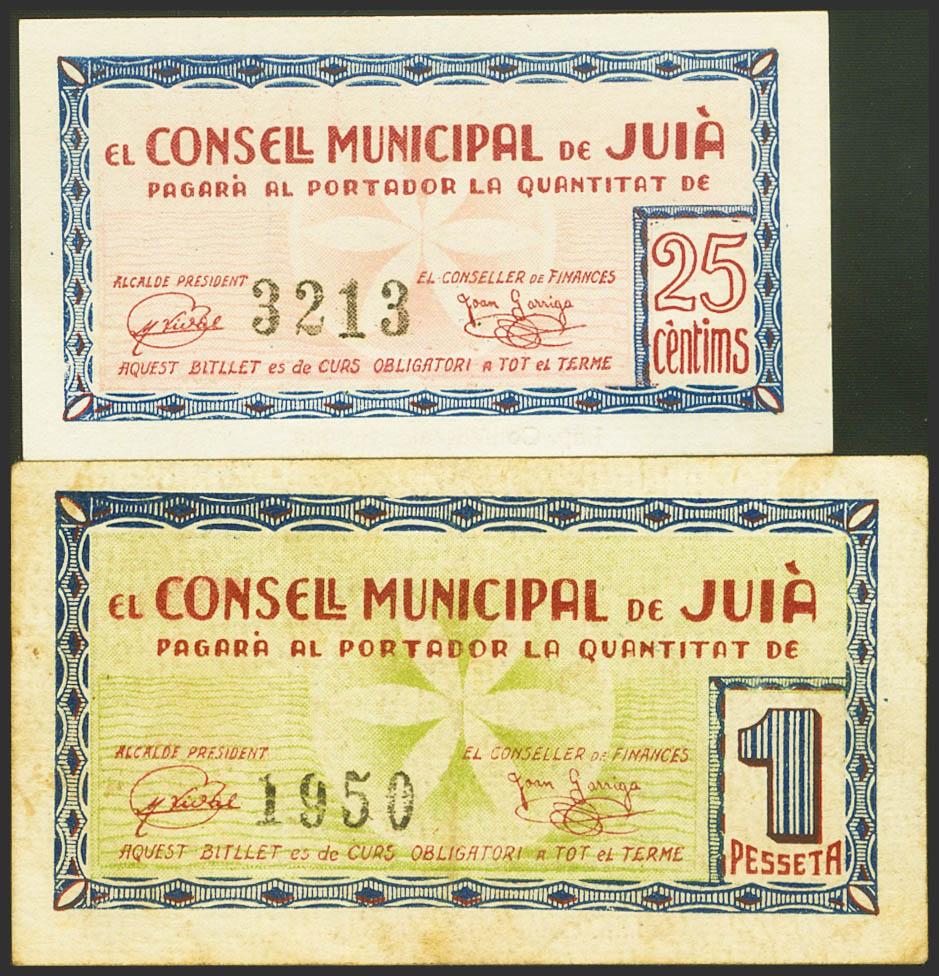 EL CONSELL MUNICIPAL DE JUIÀ
PAGARÀ AL PORTADOR LA QUANTITAT DE
25
cèntims
ALCALDE PRESIDENT
3213
EL CONSELLER DE FINANCES
Joan Garriga
AQUEST BITLLET es de CURS OBLIGATORI A TOT el TERME
EL CONSELL MUNICIPAL DE JUIÀ
PAGARÀ AL PORTADOR LA QUANTITAT DE
1
PESSETA
ALCALDE PRESIDENT
1950
EL CONSELLER DE FINANCES
Joan Garriga
AQUEST BITLLET es de CURS OBLIGATORI A TOT eL TERME